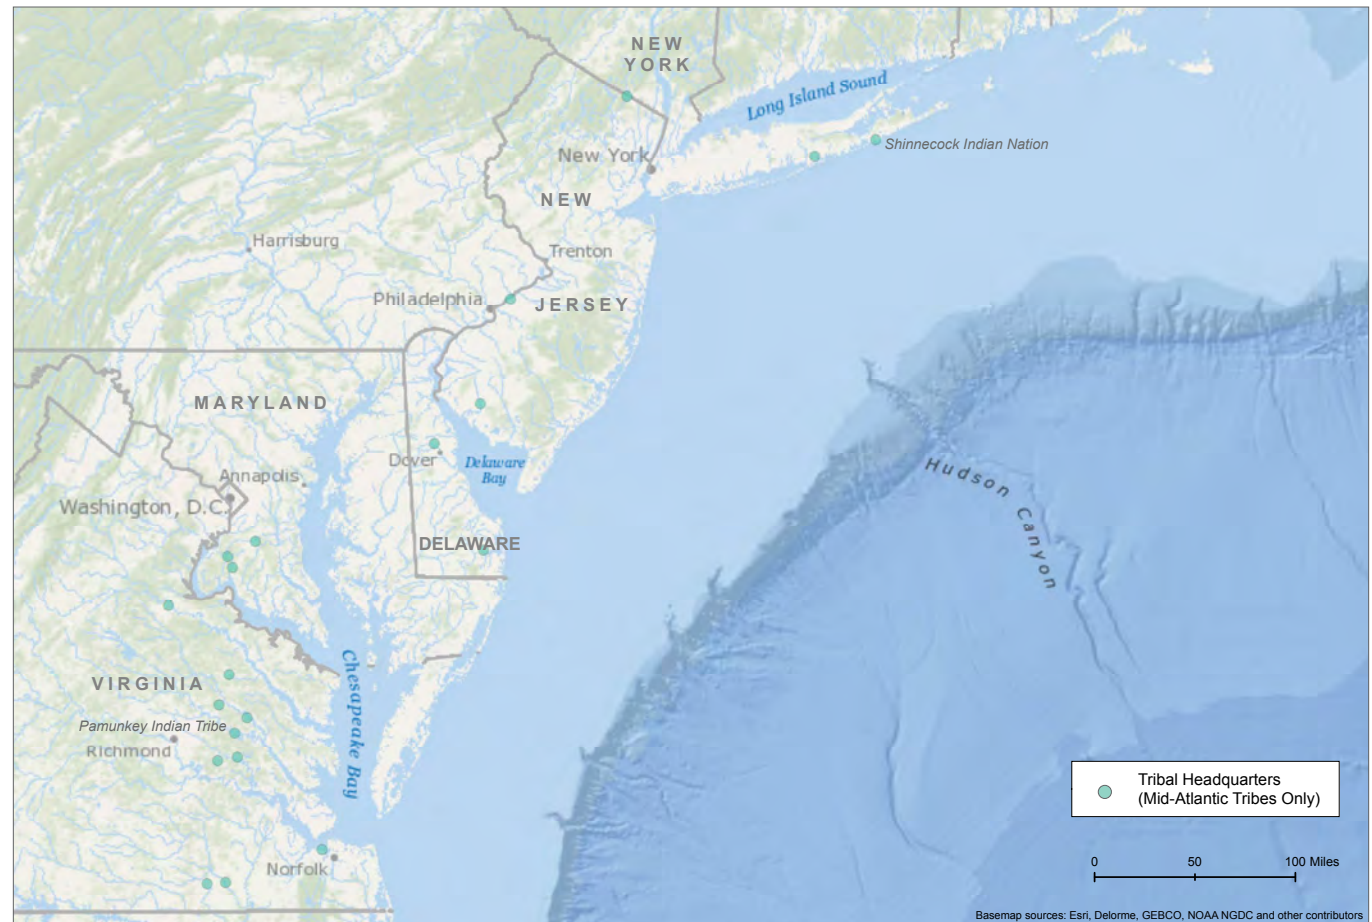 NEW
YORK
Long Island Sound
Shinnecock Indian Nation
New York
NEW
Harrisburg
Trenton
Philadelphia
JERSEY
MARYLAND
Dover
Delaware
Bay
Annapolis
Washington, D.C.
Hudson Canyon
DELAWARE
Chesapeake Bay
VIRGINIA
Pamunkey Indian Tribe
Richmond
Norfolk
Tribal Headquarters
(Mid-Atlantic Tribes Only)
0 50 100 Miles
Basemap sources: Esri, Delorme, GEBCO, NOAA NGDC and other contributors